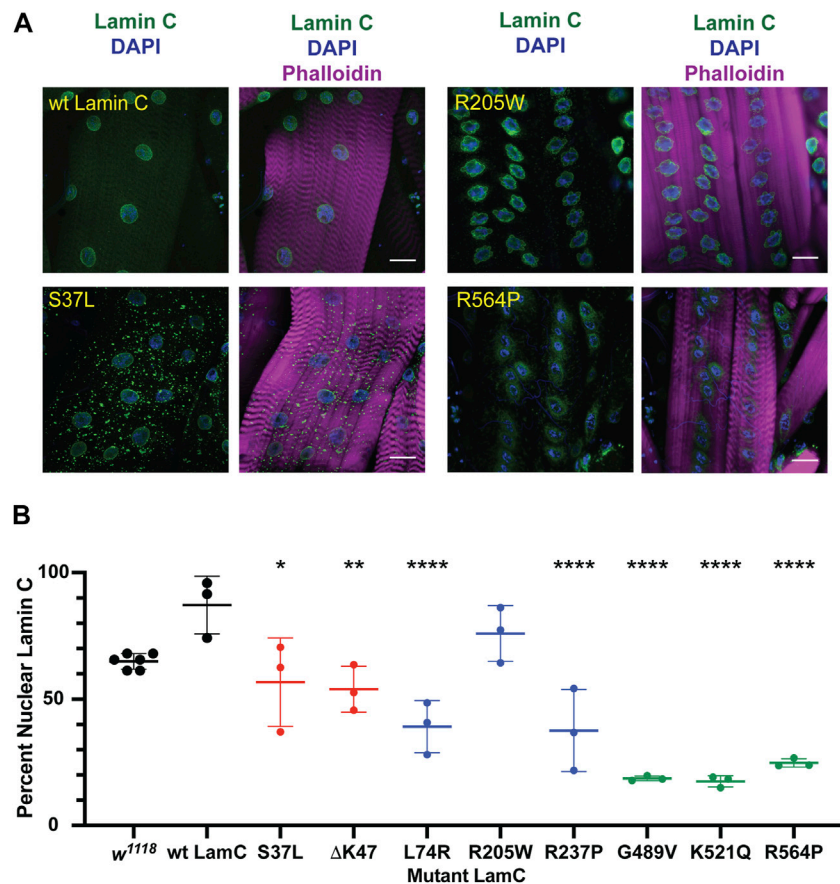 A
Lamin C
DAPI
Lamin C
DAPI
Phalloidin
Lamin C
DAPI
Lamin C
DAPI
Phalloidin
wt Lamin C
R205W
S37L
R564P
B
* ** **** **** **** **** ****
Percent Nuclear Lamin C
100
50
0
w1118 wt LamC S37L ΔK47 L74R R205W R237P G489V K521Q R564P
Mutant LamC